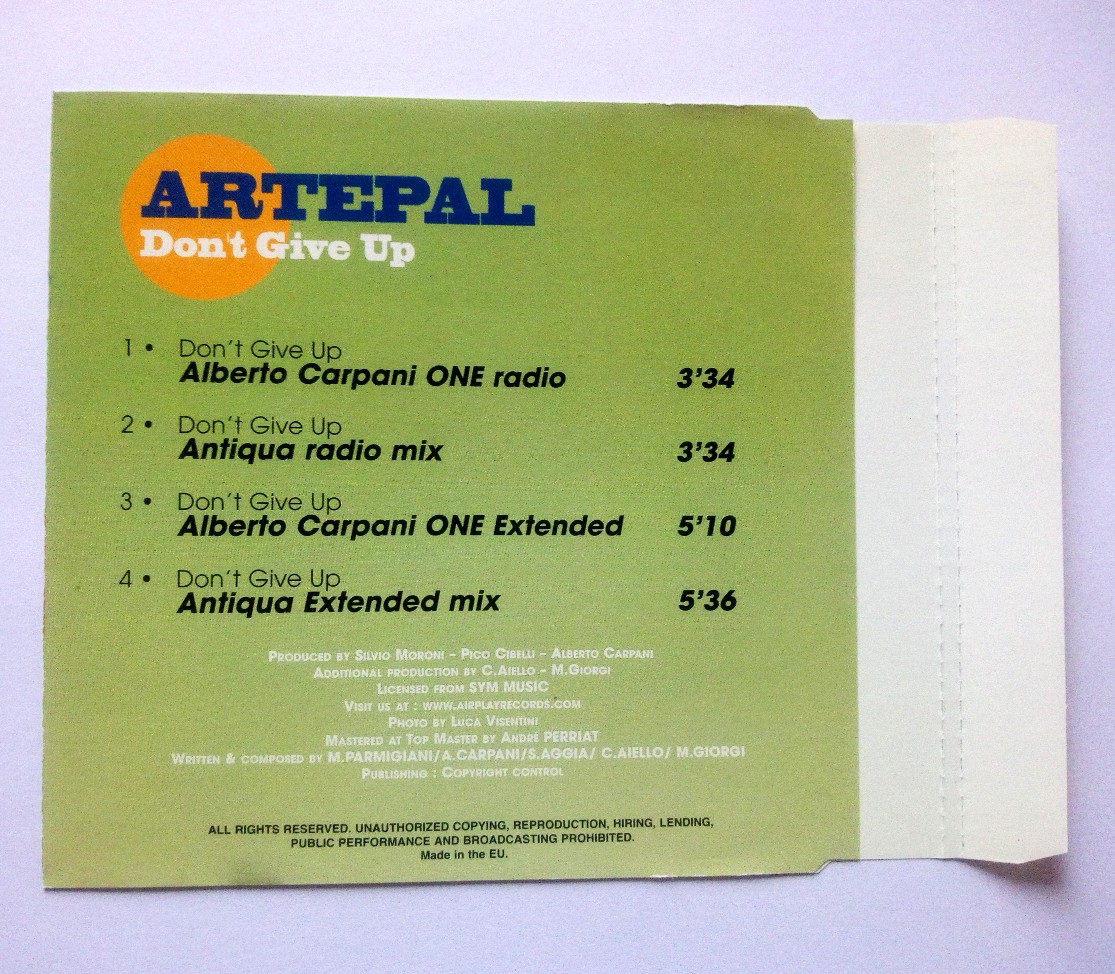 ARTEPAL
Don't Give Up
1 • Don't Give Up
Alberto Carpani ONE radio 3'34
2 • Don't Give Up
Antiqua radio mix 3'34
3 • Don't Give Up
Alberto Carpani ONE Extended 5'10
4 • Don't Give Up
Antiqua Extended mix 5'36
Produced by Silvio Moroni - Pico Cibelli - Alberto Carpani
Additional production by C.Aiello - M.Giorgi
Licensed from SYM MUSIC
Visit us at : www.airplayrecords.com
Photo by Luca Visentini
Mastered at Top Master by André PERRIAT
Written & composed by M.PARMIGIANI/A.CARPANI/S.AGGIA/ C.AIELLO/ M.GIORGI
Publishing : Copyright control
ALL RIGHTS RESERVED. UNAUTHORIZED COPYING, REPRODUCTION, HIRING, LENDING,
PUBLIC PERFORMANCE AND BROADCASTING PROHIBITED.
Made in the EU.